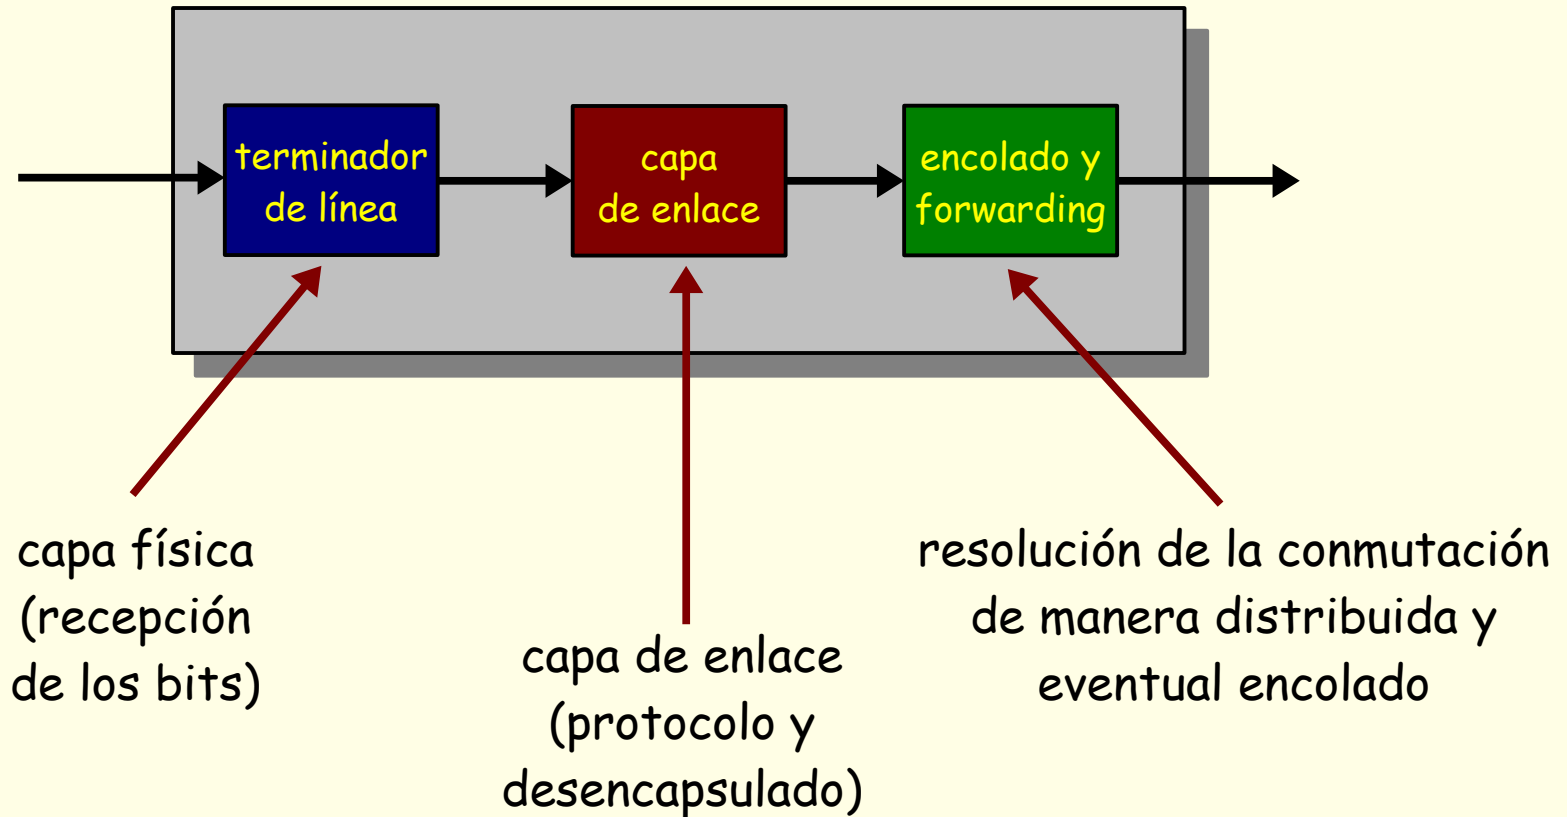 terminador
de línea
capa
de enlace
encolado y
forwarding
capa física
(recepción
de los bits)
capa de enlace
(protocolo y
desencapsulado)
resolución de la conmutación
de manera distribuida y
eventual encolado